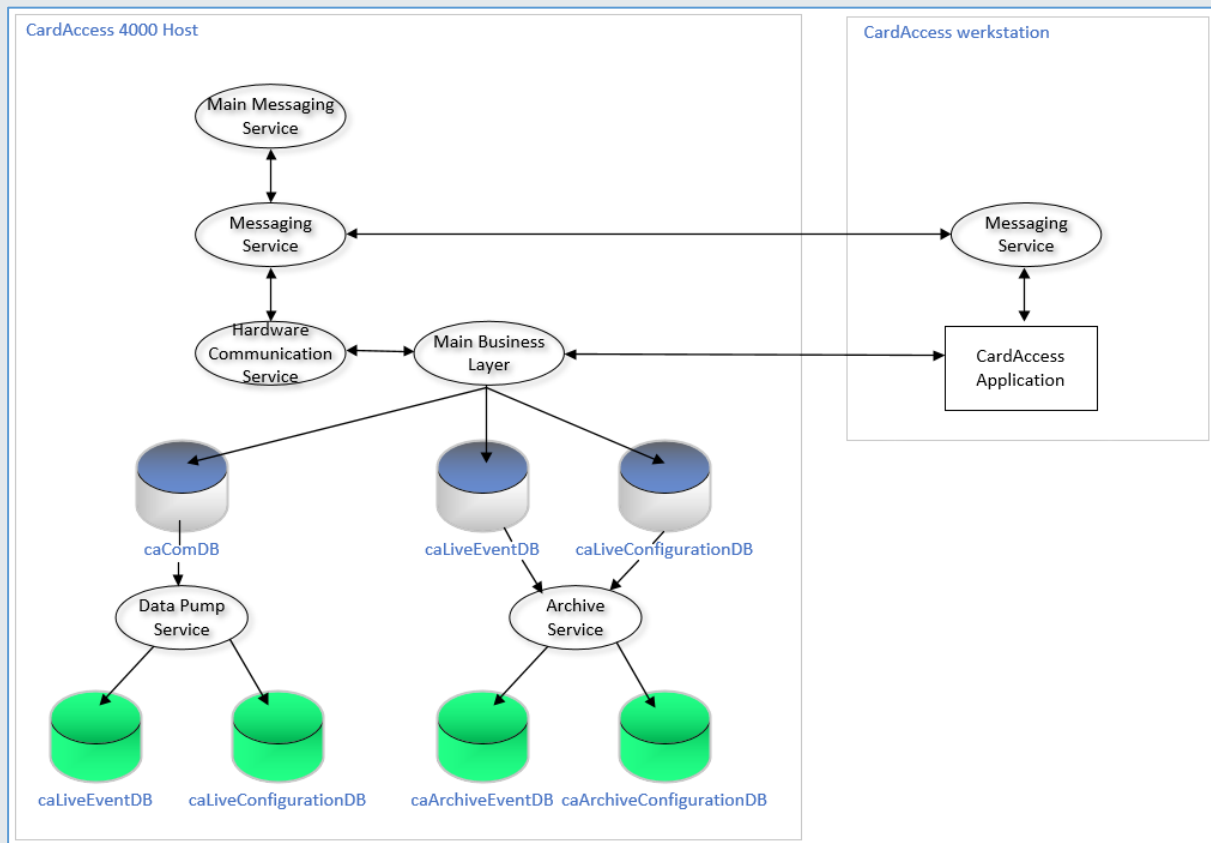 CardAccess 4000 Host
CardAccess werkstation
Main Messaging
Service
Messaging
Service
Messaging
Service
Hardware
Communication
Service
Main Business
Layer
CardAccess
Application
caComDB
caLiveEventDB
caLiveConfigurationDB
Data Pump
Service
Archive
Service
caLiveEventDB
caLiveConfigurationDB
caArchiveEventDB
caArchiveConfigurationDB